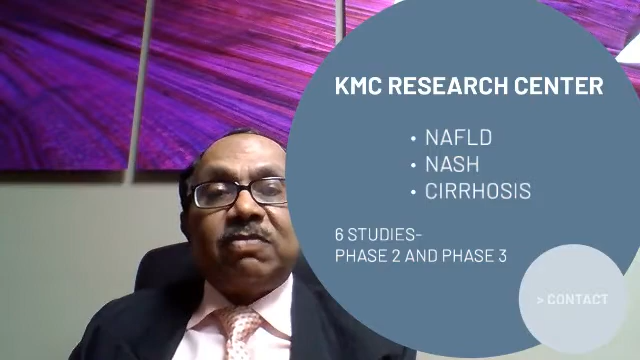 KMC RESEARCH CENTER
• NAFLD
• NASH
• CIRRHOSIS
6 STUDIES-
PHASE 2 AND PHASE 3
> CONTACT